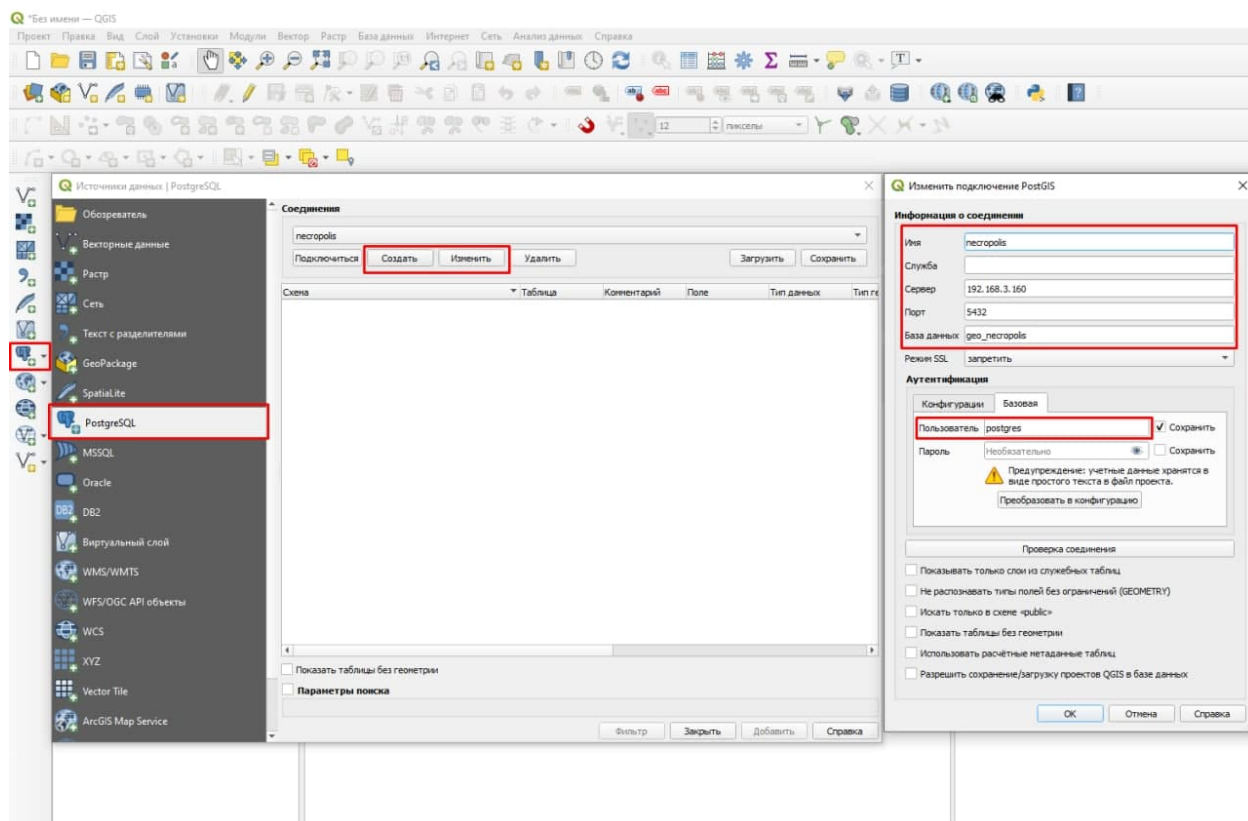 *Без имени — QGIS
Проект Правка Вид Слой Установки Модули Вектор Растр Базаданных Интернет Сеть Анализ данных Справка
12 пикселы
Источники данных | PostgreSQL
Обозреватель
Векторные данные
Растр
Сеть
Текст с разделителями
GeoPackage
SpatiaLite
PostgreSQL
MSSQL
Oracle
DB2
Виртуальный слой
WMS/WMTS
WFS/OGC API объекты
WCS
XYZ
Vector Tile
ArcGIS Map Service
Соединения
necropolis
Подключиться Создать Изменить Удалить Загрузить Сохранить
Схема Таблица Комментарий Поле Тип данных Тип ге
Показать таблицы без геометрии
Параметры поиска
Фильтр Закрыть Добавить Справка
Изменить подключение PostGIS
Информация о соединении
Имя necropolis
Служба
Сервер 192.168.3.160
Порт 5432
База данных geo_necropolis
Режим SSL запретить
Аутентификация
Конфигурации Базовая
Пользователь postgres Сохранить
Пароль Необязательно Сохранить
Предупреждение: учетные данные хранятся в
виде простого текста в файл проекта.
Преобразовать в конфигурацию
Проверка соединения
Показывать только слои из служебных таблиц
Не распознавать типы полей без ограничений (GEOMETRY)
Искать только в схеме «public»
Показать таблицы без геометрии
Использовать расчётные метаданные таблиц
Разрешить сохранение/загрузку проектов QGIS в базе данных
OK Отмена Справка